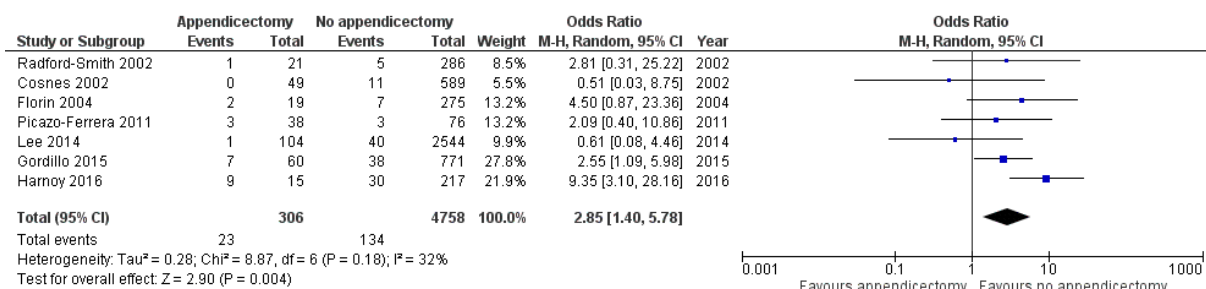 Appendicectomy No appendicectomy Odds Ratio Odds Ratio
Study or Subgroup Events Total Events Total Weight M-H, Random, 95% CI Year M-H, Random, 95% CI
Radford-Smith 2002 1 21 5 286 8.5% 2.81 [0.31, 25.22] 2002
Cosnes 2002 0 49 11 589 5.5% 0.51 [0.03, 8.75] 2002
Florin 2004 2 19 7 275 13.2% 4.50 [0.87, 23.36] 2004
Picazo-Ferrera 2011 3 38 3 76 13.2% 2.09 [0.40, 10.86] 2011
Lee 2014 1 104 40 2544 9.9% 0.61 [0.08, 4.46] 2014
Gordillo 2015 7 60 38 771 27.8% 2.55 [1.09, 5.98] 2015
Harnoy 2016 9 15 30 217 21.9% 9.35 [3.10, 28.16] 2016
Total (95% CI) 306 4758 100.0% 2.85 [1.40, 5.78]
Total events 23 134
Heterogeneity: Tau² = 0.28; Chi² = 8.87, df = 6 (P = 0.18); I² = 32%
Test for overall effect: Z = 2.90 (P = 0.004)
0.001 0.1 1 10 1000
Favours appendicectomy Favours no appendicectomy